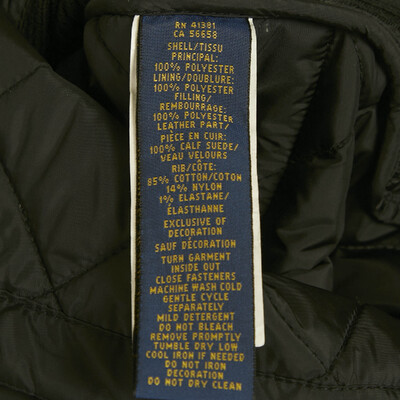 RN 41381
CA 56658
SHELL/TISSU
PRINCIPAL:
100% POLYESTER
LINING/DOUBLURE:
100% POLYESTER
FILLING/
REMBOURRAGE:
100% POLYESTER
LEATHER PART/
PIÈCE EN CUIR:
100% CALF SUEDE/
VEAU VELOURS
RIB/CÔTE:
85% COTTON/COTON
14% NYLON
1% ELASTANE/
ÉLASTHANNE
EXCLUSIVE OF
DECORATION
SAUF DÉCORATION
TURN GARMENT
INSIDE OUT
CLOSE FASTENERS
MACHINE WASH COLD
GENTLE CYCLE
SEPARATELY
MILD DETERGENT
DO NOT BLEACH
REMOVE PROMPTLY
TUMBLE DRY LOW
COOL IRON IF NEEDED
DO NOT IRON
DECORATION
DO NOT DRY CLEAN